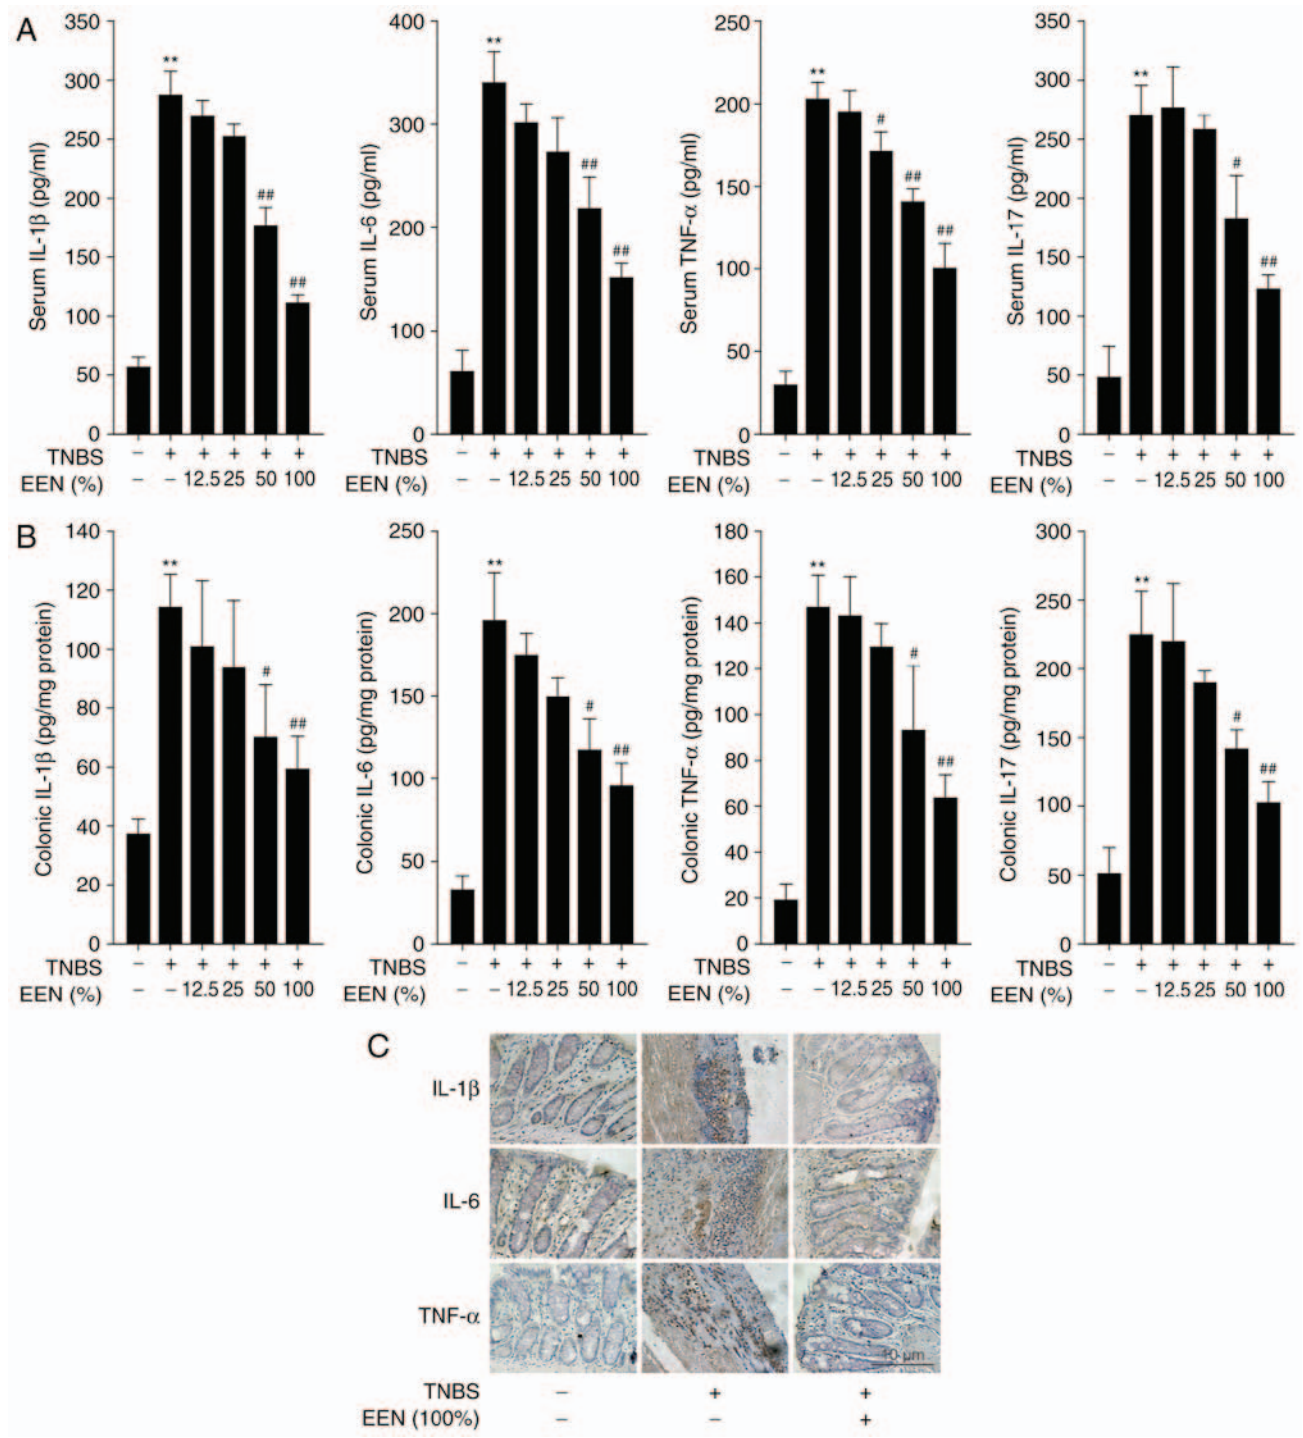 A
350
300
250
200
150
100
50
0
Serum IL-1β (pg/ml)
**
##
##
TNBS − + + + + +
EEN (%) − − 12.5 25 50 100
400
300
200
100
0
Serum IL-6 (pg/ml)
**
##
##
TNBS − + + + + +
EEN (%) − − 12.5 25 50 100
250
200
150
100
50
0
Serum TNF-α (pg/ml)
**
#
##
##
TNBS − + + + + +
EEN (%) − − 12.5 25 50 100
350
300
250
200
150
100
50
0
Serum IL-17 (pg/ml)
**
#
##
TNBS − + + + + +
EEN (%) − − 12.5 25 50 100
B
140
120
100
80
60
40
20
0
Colonic IL-1β (pg/mg protein)
**
#
##
TNBS − + + + + +
EEN (%) − − 12.5 25 50 100
250
200
150
100
50
0
Colonic IL-6 (pg/mg protein)
**
#
##
TNBS − + + + + +
EEN (%) − − 12.5 25 50 100
180
160
140
120
100
80
60
40
20
0
Colonic TNF-α (pg/mg protein)
**
#
##
TNBS − + + + + +
EEN (%) − − 12.5 25 50 100
300
250
200
150
100
50
0
Colonic IL-17 (pg/mg protein)
**
#
##
TNBS − + + + + +
EEN (%) − − 12.5 25 50 100
C
IL-1β
IL-6
TNF-α
10 μm
TNBS − + +
EEN (100%) − − +